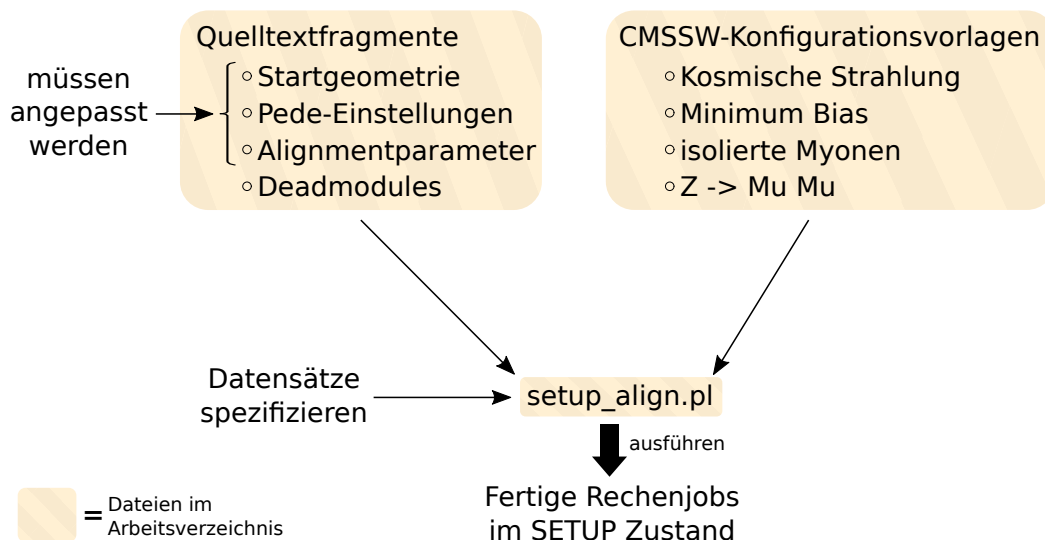 Quelltextfragmente
Startgeometrie
Pede-Einstellungen
Alignmentparameter
Deadmodules
müssen
angepasst
werden
CMSSW-Konfigurationsvorlagen
Kosmische Strahlung
Minimum Bias
isolierte Myonen
Z -> Mu Mu
Datensätze
spezifizieren
setup_align.pl
ausführen
Fertige Rechenjobs
im SETUP Zustand
= Dateien im
Arbeitsverzeichnis